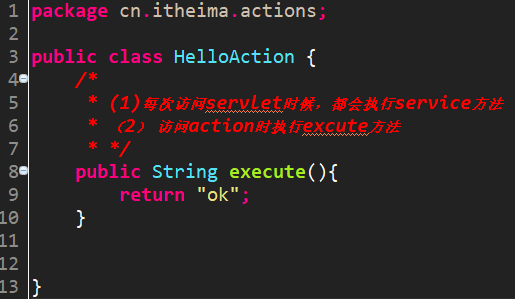 1 package cn.itheima.actions;
2
3 public class HelloAction {
4 /*
5 * (1)每次访问servlet时候，都会执行service方法
6 * （2） 访问action时执行excute方法
7 * */
8 public String execute(){
9 return "ok";
10 }
11
12
13 }